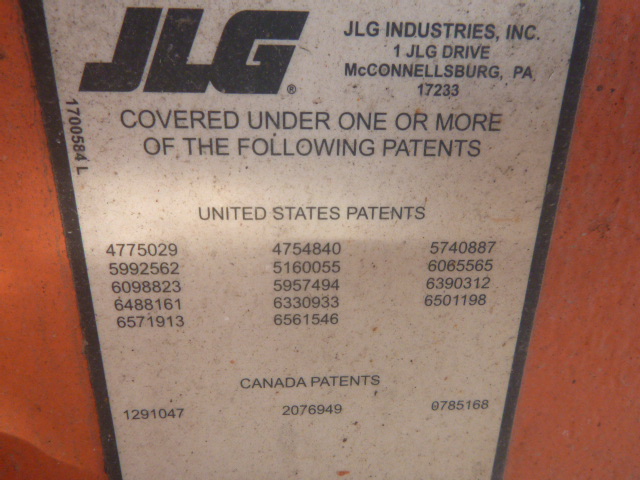 JLG®
JLG INDUSTRIES, INC.
1 JLG DRIVE
McCONNELLSBURG, PA
17233
1700584 L
COVERED UNDER ONE OR MORE
OF THE FOLLOWING PATENTS
UNITED STATES PATENTS
4775029 4754840 5740887
5992562 5160055 6065565
6098823 5957494 6390312
6488161 6330933 6501198
6571913 6561546
CANADA PATENTS
1291047 2076949 0785168